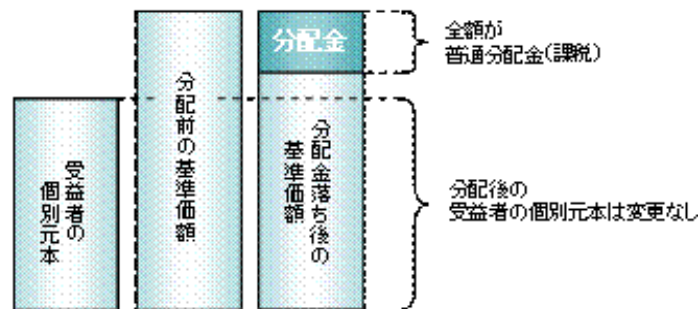 受益者の
個別元本
分配前の基準価額
分配金
分配金落ち後の
基準価額
全額が
普通分配金(課税)
分配後の
受益者の個別元本は変更なし